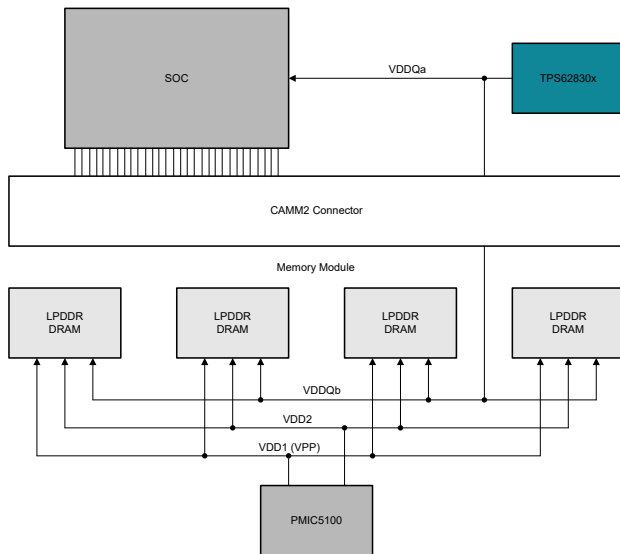 SOC
VDDQa
TPS62830x
CAMM2 Connector
Memory Module
LPDDR
DRAM
LPDDR
DRAM
LPDDR
DRAM
LPDDR
DRAM
VDDQb
VDD2
VDD1 (VPP)
PMIC5100